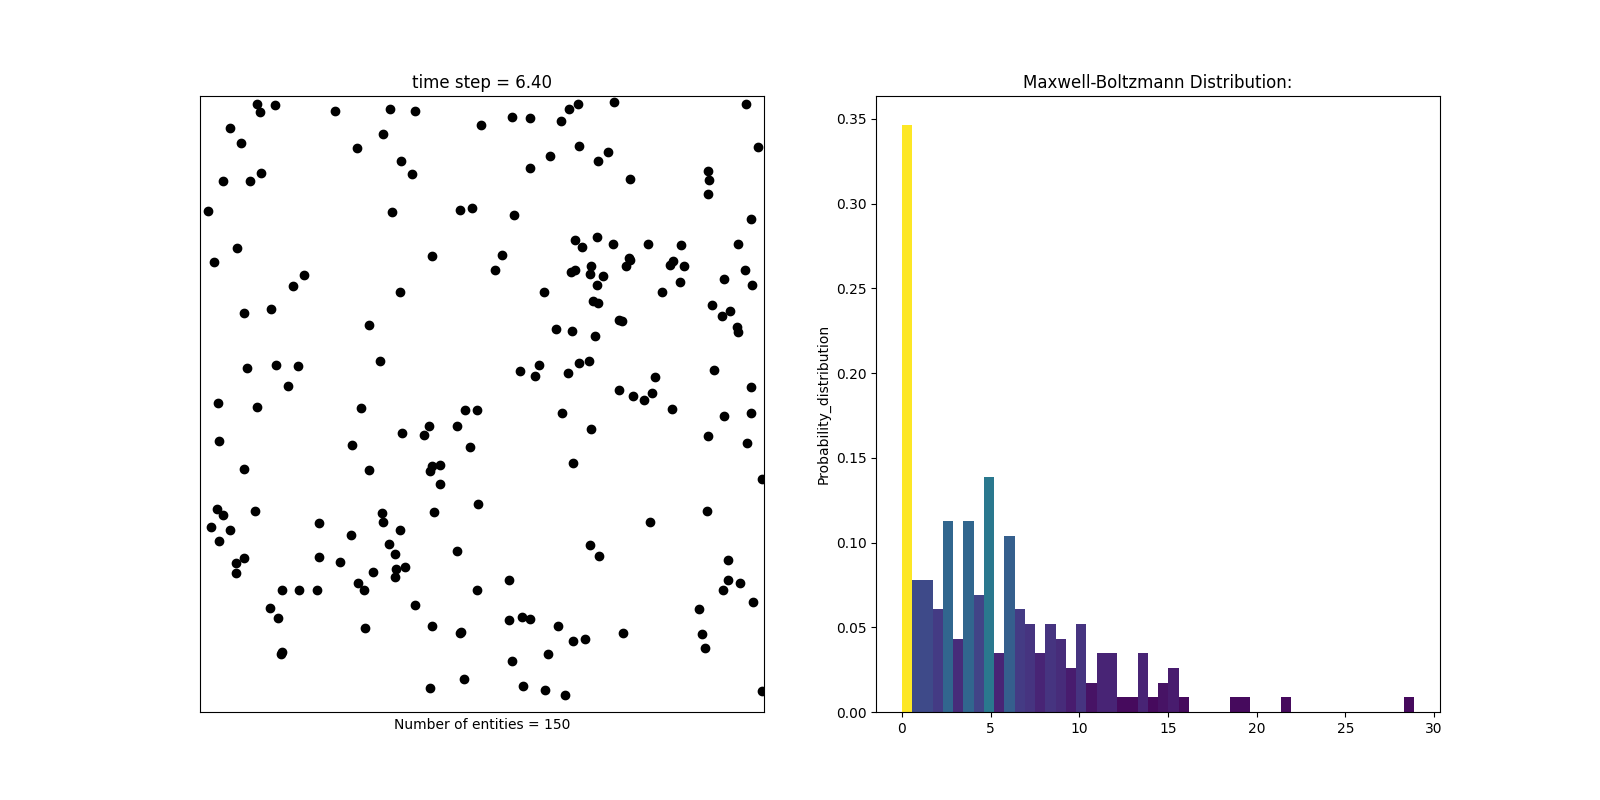 time step = 6.40
Number of entities = 150
Maxwell-Boltzmann Distribution:
Probability_distribution
0.35
0.30
0.25
0.20
0.15
0.10
0.05
0.00
0 5 10 15 20 25 30